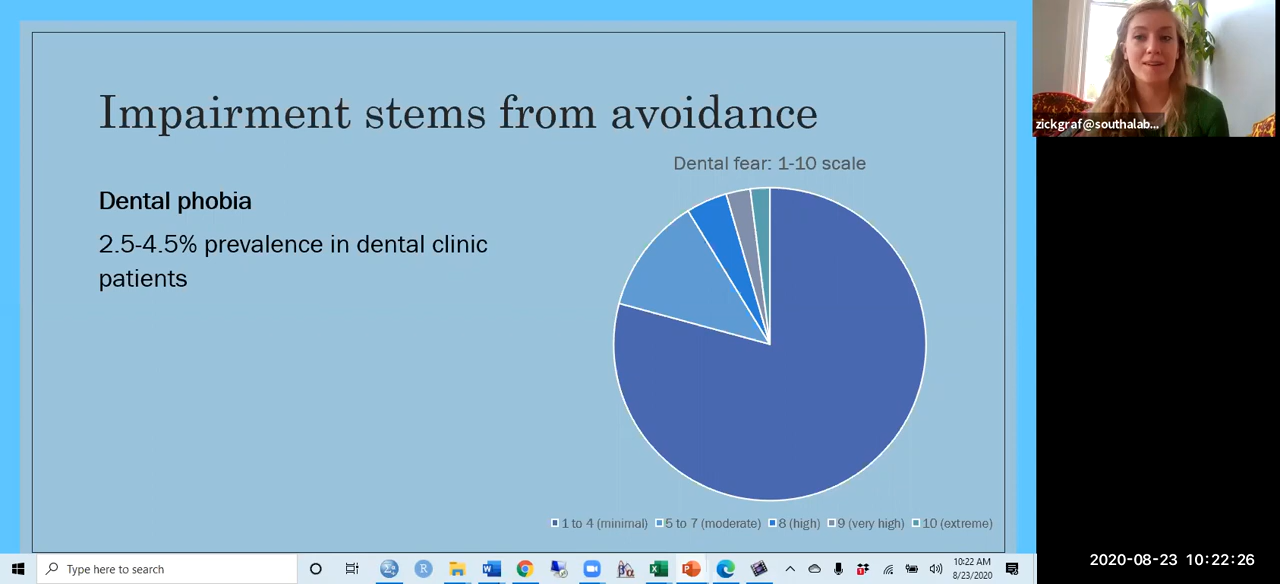 Impairment stems from avoidance
Dental phobia
2.5-4.5% prevalence in dental clinic
patients
Dental fear: 1-10 scale
1 to 4 (minimal) 5 to 7 (moderate) 8 (high) 9 (very high) 10 (extreme)
zickgraf@southalab...
Type here to search
10:22 AM
8/23/2020
2020-08-23 10:22:26